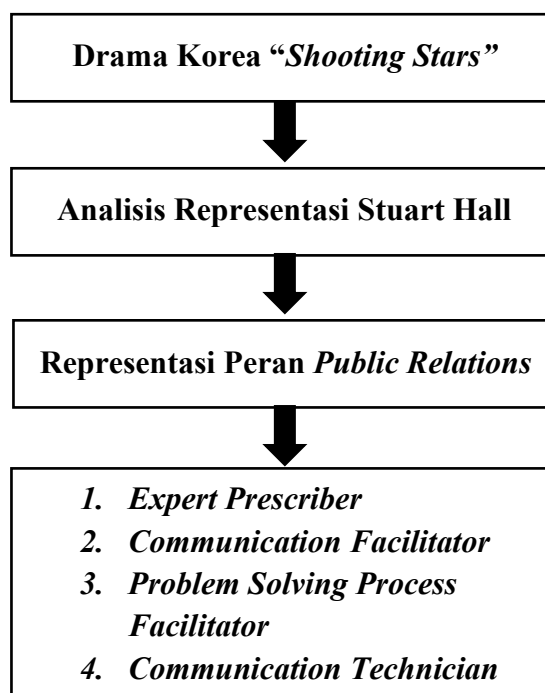 Drama Korea “Shooting Stars”
Analisis Representasi Stuart Hall
Representasi Peran Public Relations
1. Expert Prescriber
2. Communication Facilitator
3. Problem Solving Process
Facilitator
4. Communication Technician